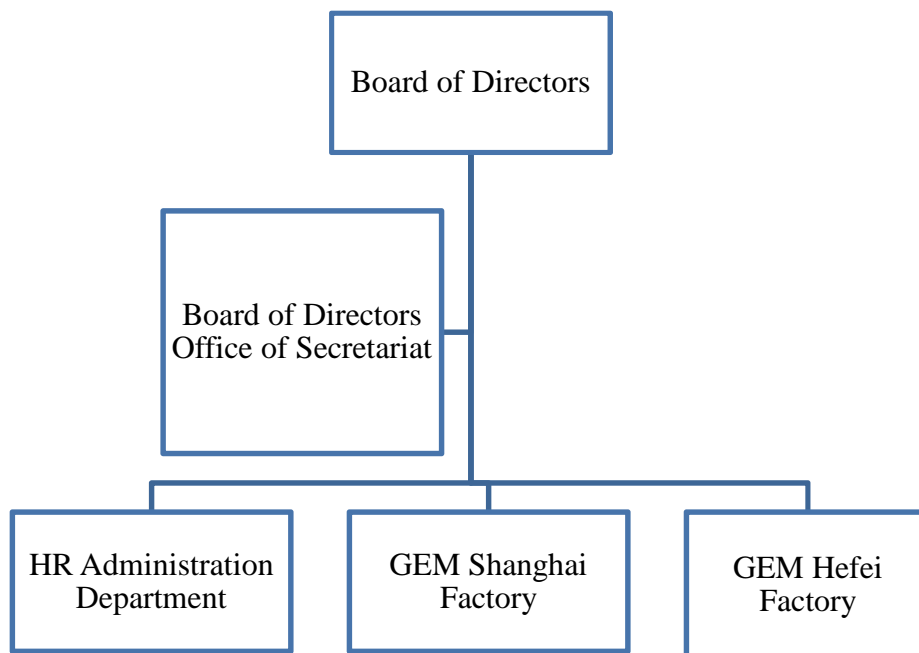 Board of Directors
Board of Directors
Office of Secretariat
HR Administration
Department
GEM Shanghai
Factory
GEM Hefei
Factory